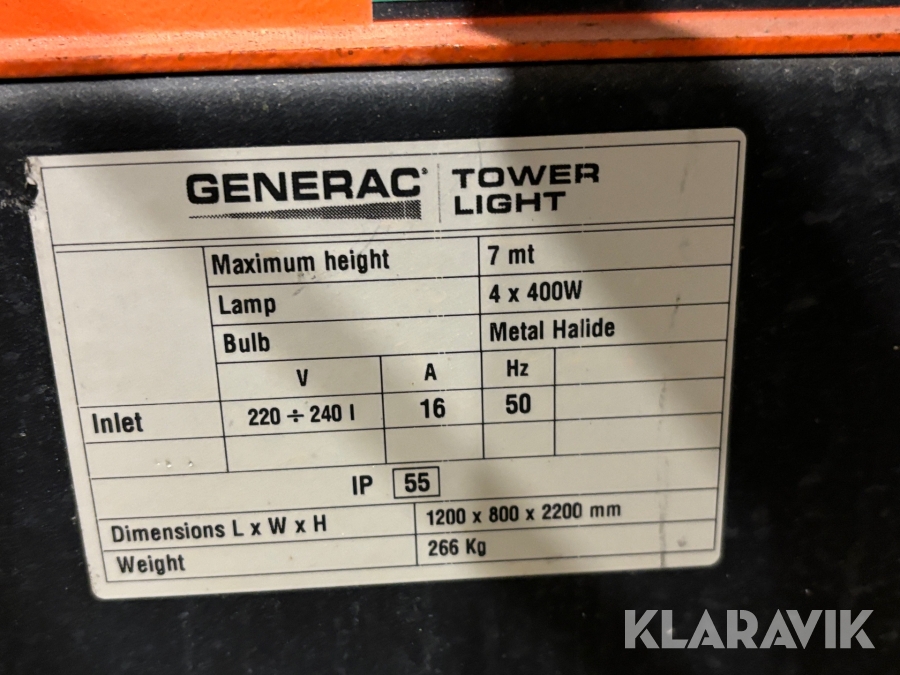 GENERAC® TOWER
LIGHT
Maximum height 7 mt
Lamp 4 x 400W
Bulb Metal Halide
V A Hz
Inlet 220 ÷ 240 I 16 50
IP 55
Dimensions L x W x H 1200 x 800 x 2200 mm
Weight 266 Kg
KLARAVIK